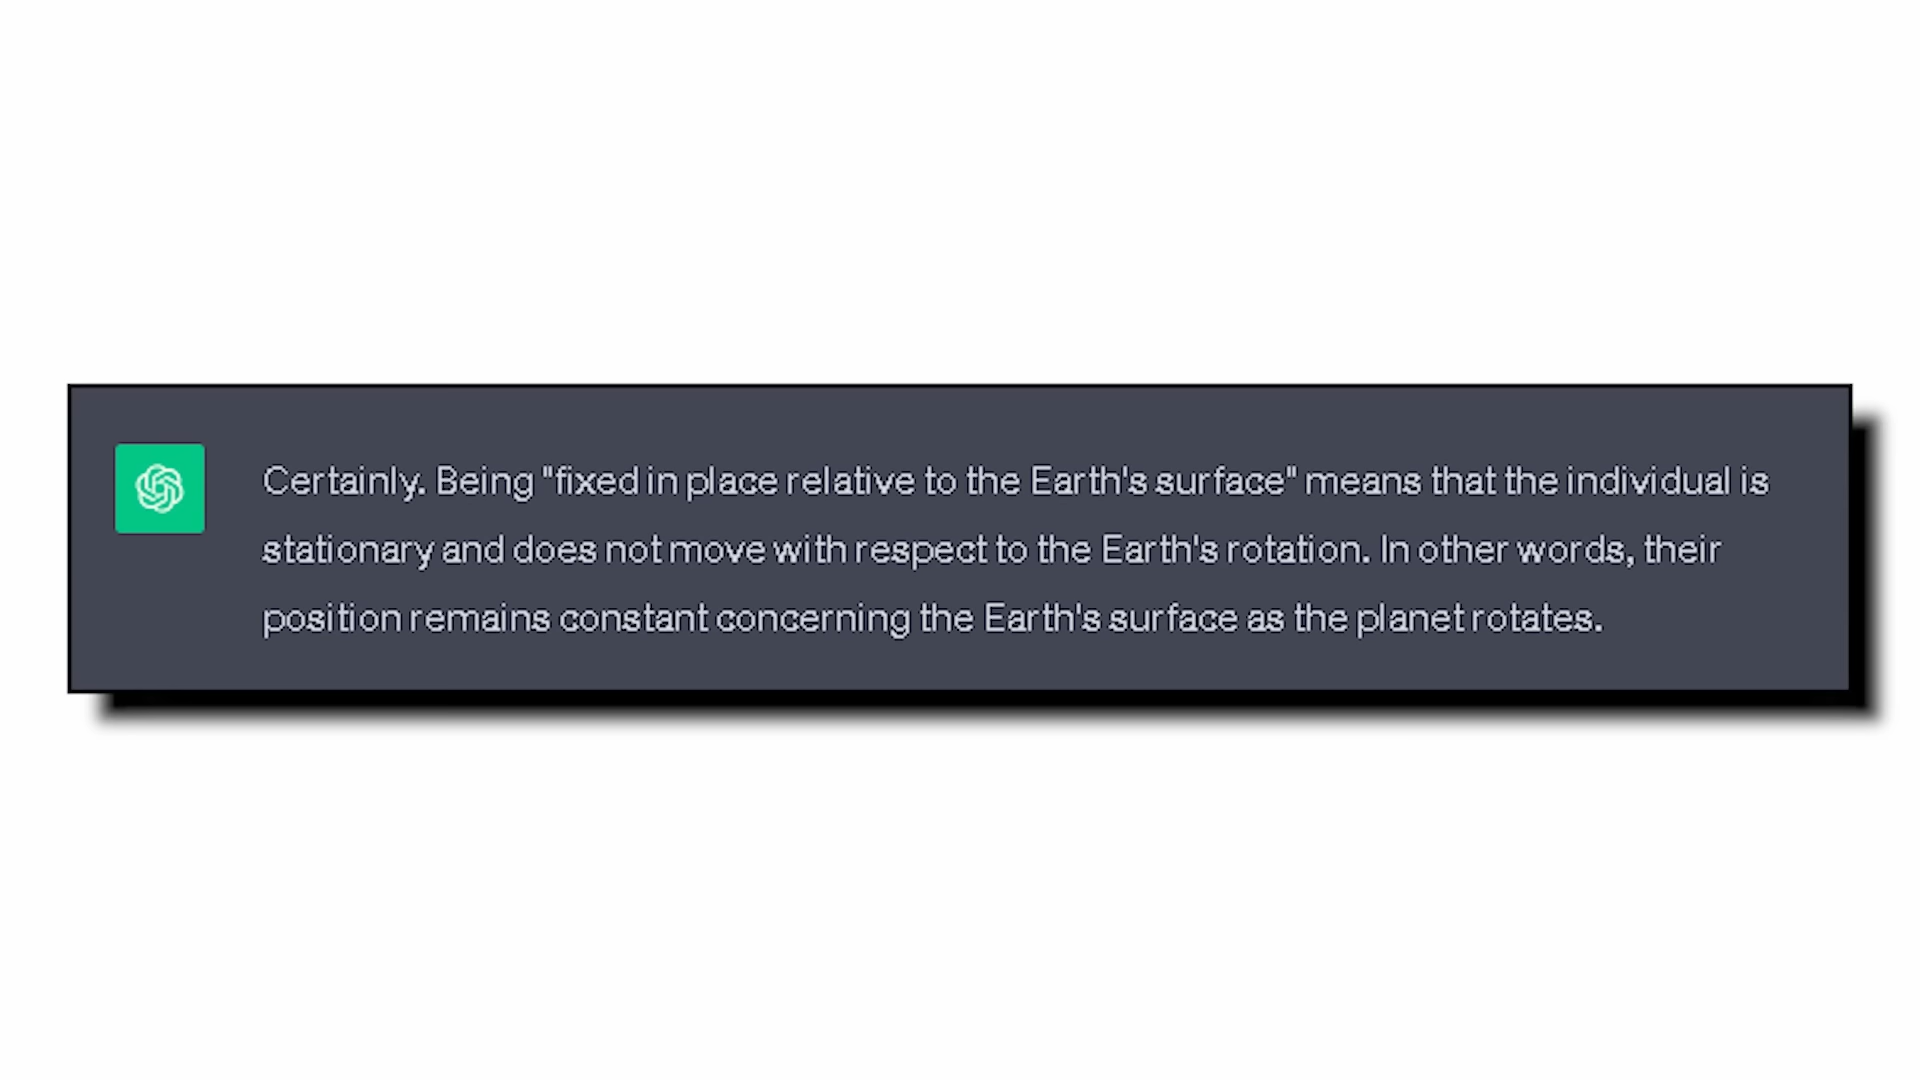 Certainly. Being "fixed in place relative to the Earth's surface" means that the individual is
stationary and does not move with respect to the Earth's rotation. In other words, their
position remains constant concerning the Earth's surface as the planet rotates.